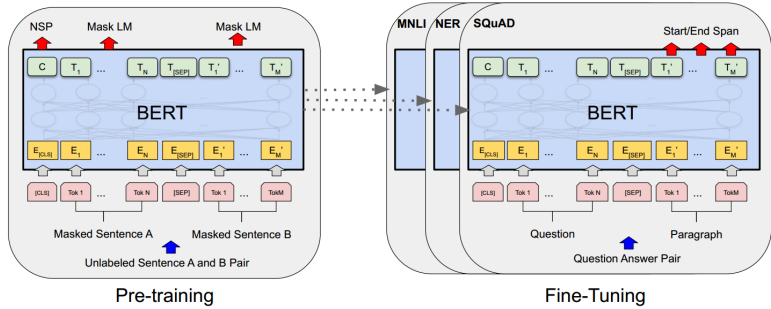 NSP Mask LM Mask LM
C T1 ... TN T[SEP] T1' ... TM'
BERT
E[CLS] E1 ... EN E[SEP] E1' ... EM'
[CLS] Tok 1 ... Tok N [SEP] Tok 1 ... TokM
Masked Sentence A Masked Sentence B
Unlabeled Sentence A and B Pair
Pre-training
MNLI NER SQuAD
Start/End Span
C T1 ... TN T[SEP] T1' ... TM'
BERT
E[CLS] E1 ... EN E[SEP] E1' ... EM'
[CLS] Tok 1 ... Tok N [SEP] Tok 1 ... TokM
Question Paragraph
Question Answer Pair
Fine-Tuning